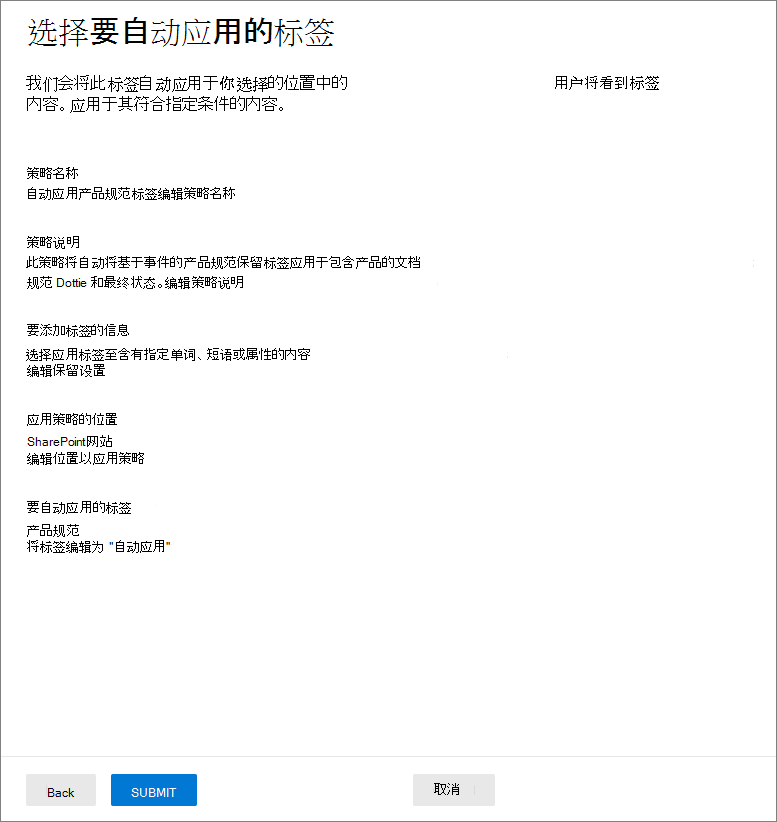 选择要自动应用的标签
我们会将此标签自动应用于你选择的位置中的
内容。应用于其符合指定条件的内容。
用户将看到标签
策略名称
自动应用产品规范标签编辑策略名称
策略说明
此策略将自动将基于事件的产品规范保留标签应用于包含产品的文档
规范 Dottie 和最终状态。编辑策略说明
要添加标签的信息
选择应用标签至含有指定单词、短语或属性的内容
编辑保留设置
应用策略的位置
SharePoint网站
编辑位置以应用策略
要自动应用的标签
产品规范
将标签编辑为 "自动应用"
Back
SUBMIT
取消